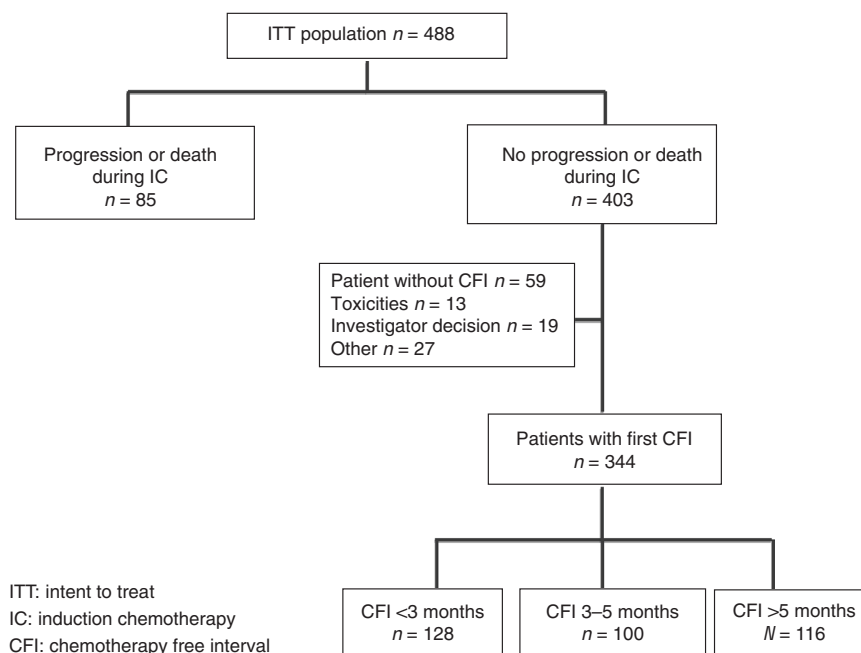 ITT population n = 488
Progression or death
during IC
n = 85
No progression or death
during IC
n = 403
Patient without CFI n = 59
Toxicities n = 13
Investigator decision n = 19
Other n = 27
Patients with first CFI
n = 344
CFI <3 months
n = 128
CFI 3–5 months
n = 100
CFI >5 months
N = 116
ITT: intent to treat
IC: induction chemotherapy
CFI: chemotherapy free interval